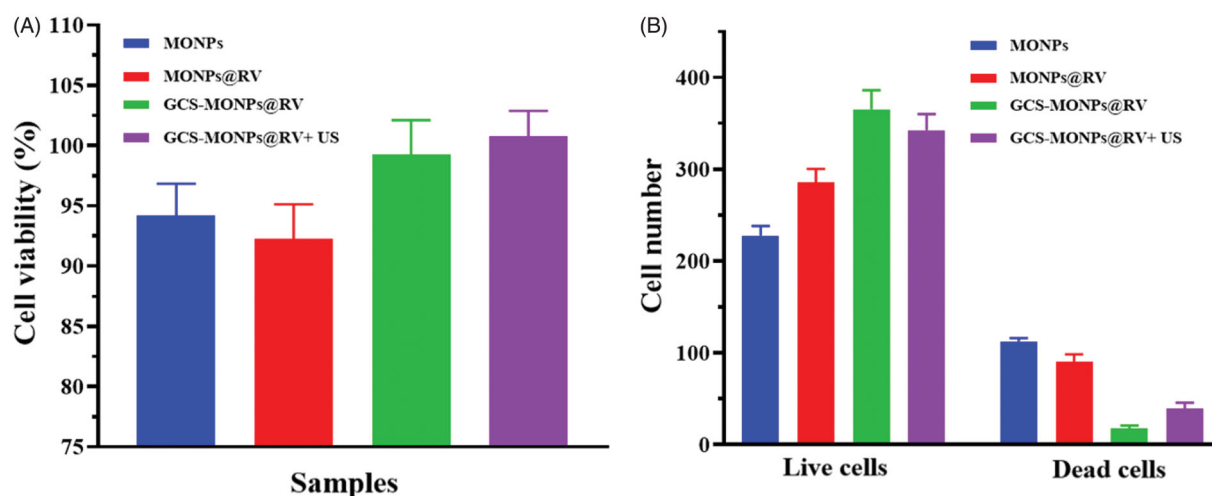 (A)
110
105
100
95
90
85
80
75
Cell viability (%)
MONPs
MONPs@RV
GCS-MONPs@RV
GCS-MONPs@RV+ US
Samples
(B)
400
300
200
100
0
Cell number
MONPs
MONPs@RV
GCS-MONPs@RV
GCS-MONPs@RV+ US
Live cells
Dead cells